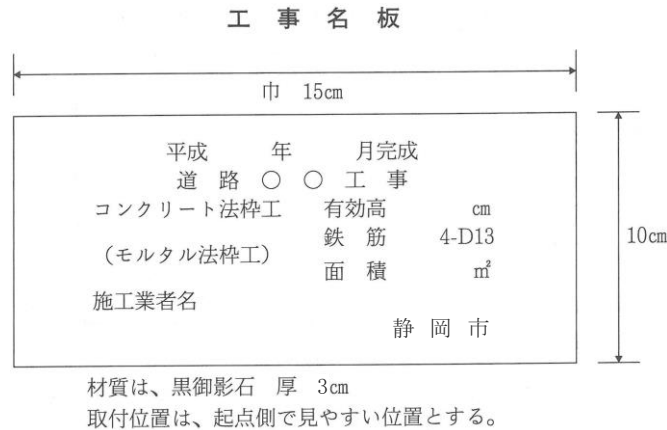 工 事 名 板
巾 15㎝
平成 年 月完成
道 路 ○ ○ 工 事
コンクリート法枠工 有効高 ㎝
鉄 筋 4-D13
(モルタル法枠工)
面 積 ㎡
施工業者名
静 岡 市
10㎝
材質は、黒御影石 厚 3㎝
取付位置は、起点側で見やすい位置とする。